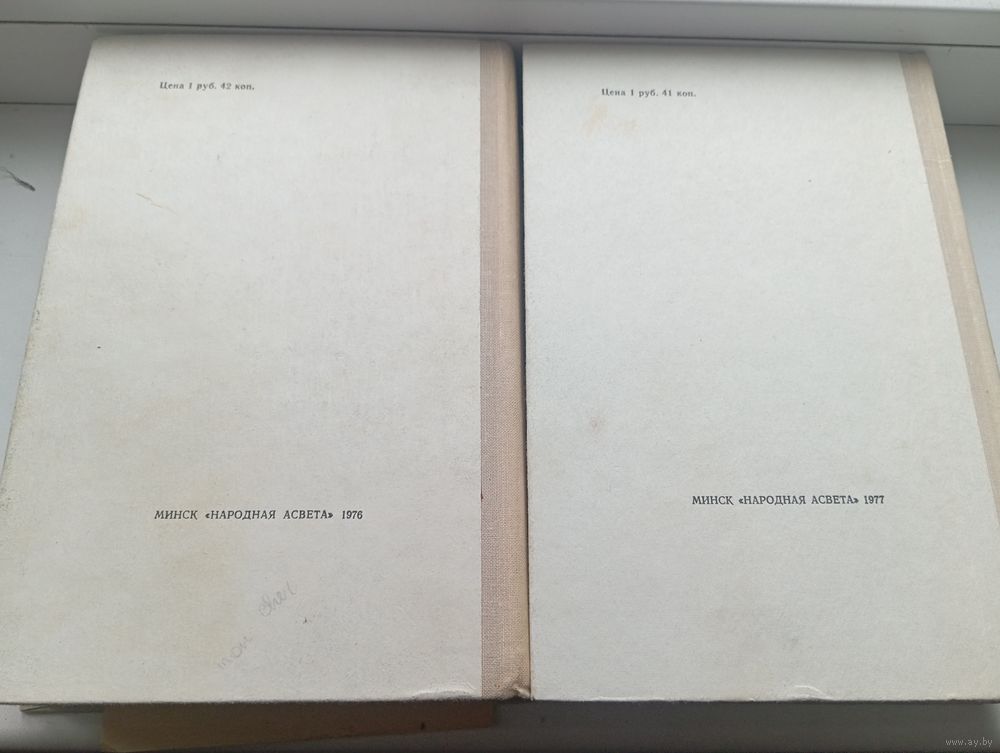 Цена 1 руб. 42 коп.
МИНСК «НАРОДНАЯ АСВЕТА» 1976
Цена 1 руб. 41 коп.
МИНСК «НАРОДНАЯ АСВЕТА» 1977
www.ay.by